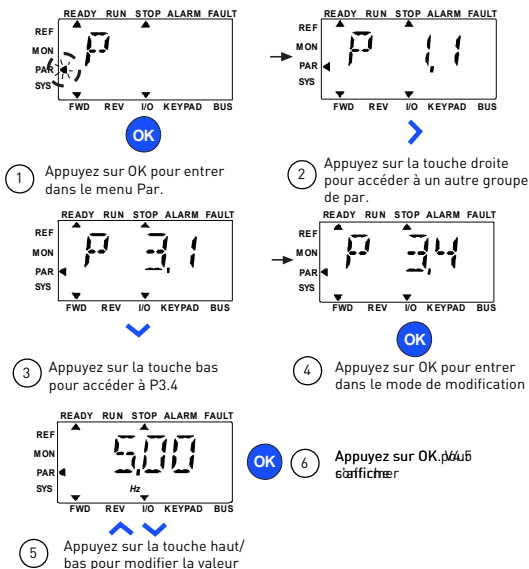 READY RUN STOP ALARM FAULT
REF
MON
PAR
SYS
P
FWD REV I/O KEYPAD BUS
OK
1 Appuyez sur OK pour entrer
dans le menu Par.
READY RUN STOP ALARM FAULT
REF
MON
PAR
SYS
P 1,1
FWD REV I/O KEYPAD BUS
2 Appuyez sur la touche droite
pour accéder à un autre groupe
de par.
READY RUN STOP ALARM FAULT
REF
MON
PAR
SYS
P 3,1
FWD REV I/O KEYPAD BUS
3 Appuyez sur la touche bas
pour accéder à P3.4
READY RUN STOP ALARM FAULT
REF
MON
PAR
SYS
P 3,4
FWD REV I/O KEYPAD BUS
OK
4 Appuyez sur OK pour entrer
dans le mode de modification
READY RUN STOP ALARM FAULT
REF
MON
PAR
SYS
5,00
Hz
FWD REV I/O KEYPAD BUS
5 Appuyez sur la touche haut/
bas pour modifier la valeur
OK
6 Appuyez sur OK